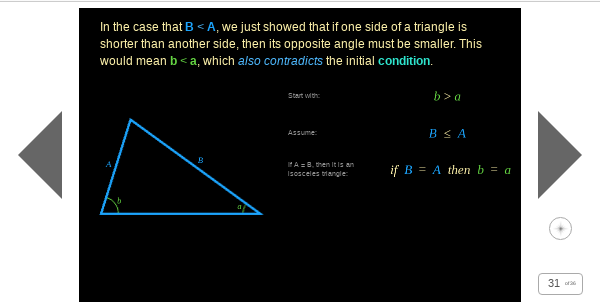 In the case that B < A, we just showed that if one side of a triangle is
shorter than another side, then its opposite angle must be smaller. This
would mean b < a, which also contradicts the initial condition.
Start with:
b > a
Assume:
B ≤ A
If A = B, then it is an
isosceles triangle:
if B = A then b = a
A
B
b
a
31 of 36